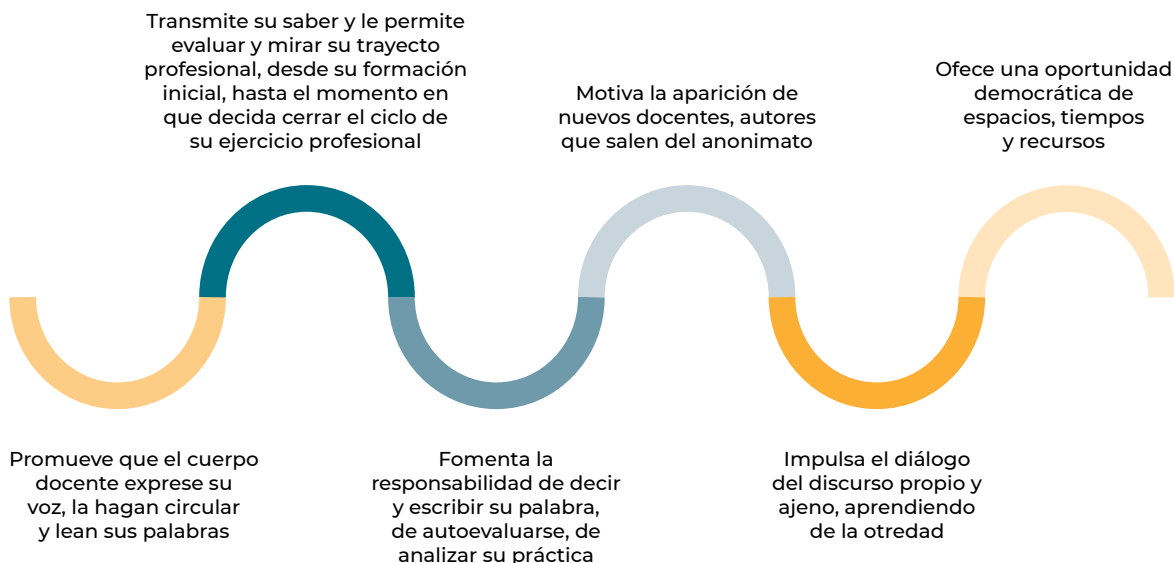 Transmite su saber y le permite
evaluar y mirar su trayecto
profesional, desde su formación
inicial, hasta el momento en
que decida cerrar el ciclo de
su ejercicio profesional
Motiva la aparición de
nuevos docentes, autores
que salen del anonimato
Ofece una oportunidad
democrática de
espacios, tiempos
y recursos
Promueve que el cuerpo
docente exprese su
voz, la hagan circular
y lean sus palabras
Fomenta la
responsabilidad de decir
y escribir su palabra,
de autoevaluarse, de
analizar su práctica
Impulsa el diálogo
del discurso propio y
ajeno, aprendiendo
de la otredad